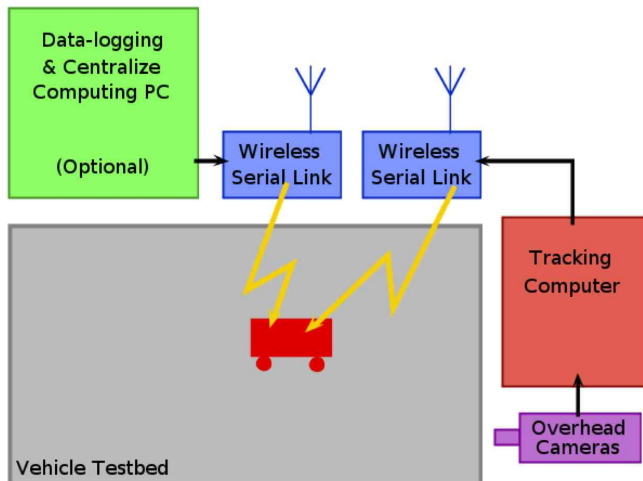 Data-logging
& Centralize
Computing PC
(Optional)
Wireless
Serial Link
Wireless
Serial Link
Tracking
Computer
Overhead
Cameras
Vehicle Testbed